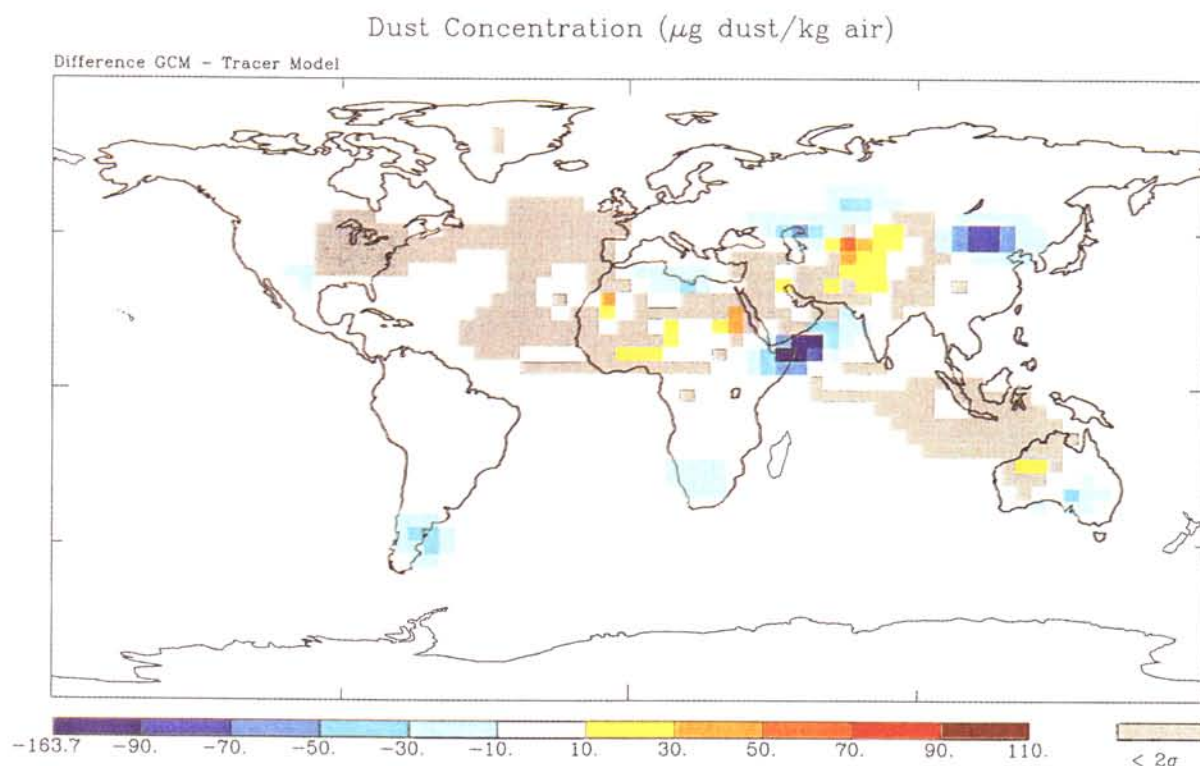 Dust Concentration (μg dust/kg air)
Difference GCM - Tracer Model
-163.7 -90. -70. -50. -30. -10. 10. 30. 50. 70. 90. 110.
< 2σ